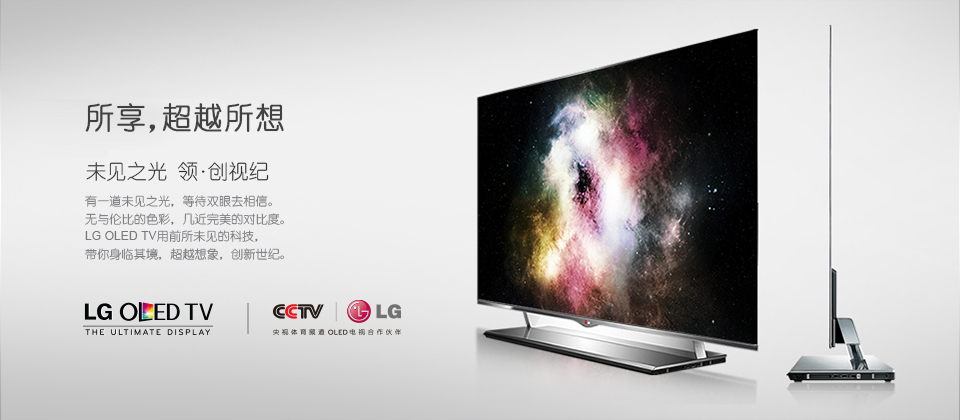 所享，超越所想
未见之光 领·创视纪
有一道未见之光，等待双眼去相信。
无与伦比的色彩，几近完美的对比度。
LG OLED TV用前所未见的科技，
带你身临其境，超越想象，创新世纪。
LG OLED TV
THE ULTIMATE DISPLAY
CCTV LG
央视体育频道 OLED电视合作伙伴